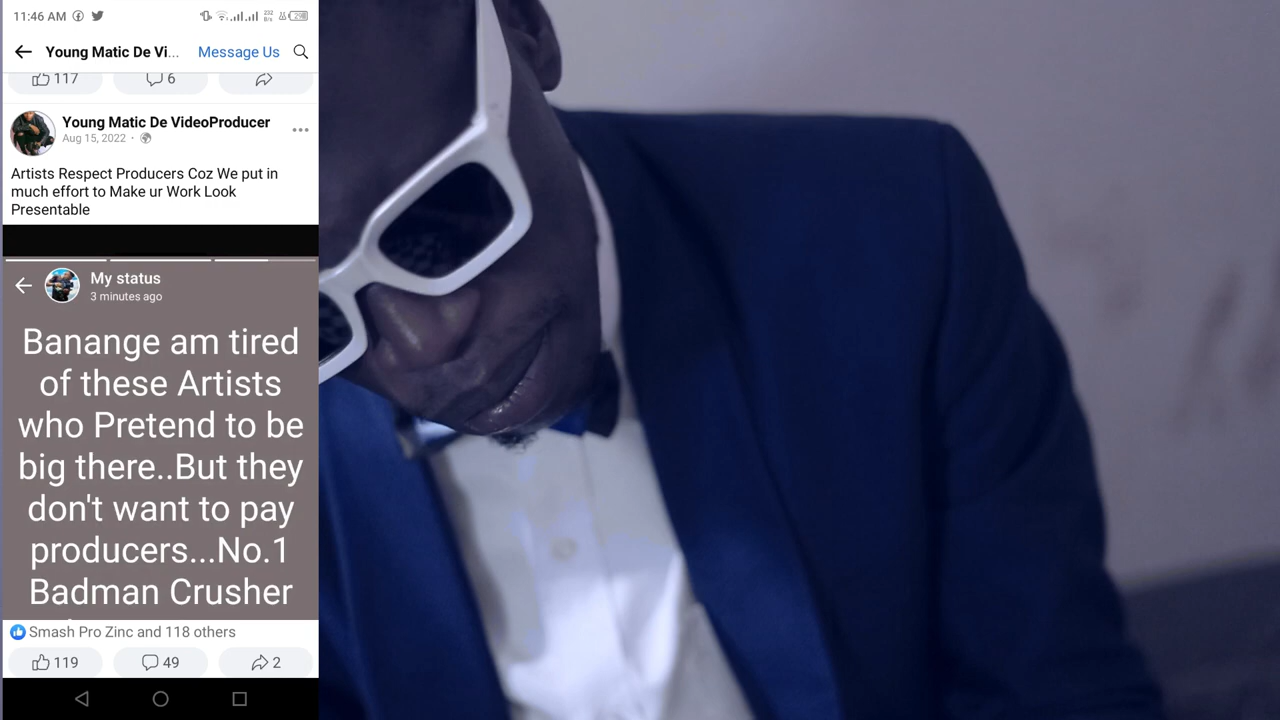 11:46 AM
232
B/s
29
Young Matic De Vi...
Message Us
117
6
Young Matic De VideoProducer
Aug 15, 2022 ·
Artists Respect Producers Coz We put in
much effort to Make ur Work Look
Presentable
My status
3 minutes ago
Banange am tired
of these Artists
who Pretend to be
big there..But they
don't want to pay
producers...No.1
Badman Crusher
Smash Pro Zinc and 118 others
119
49
2